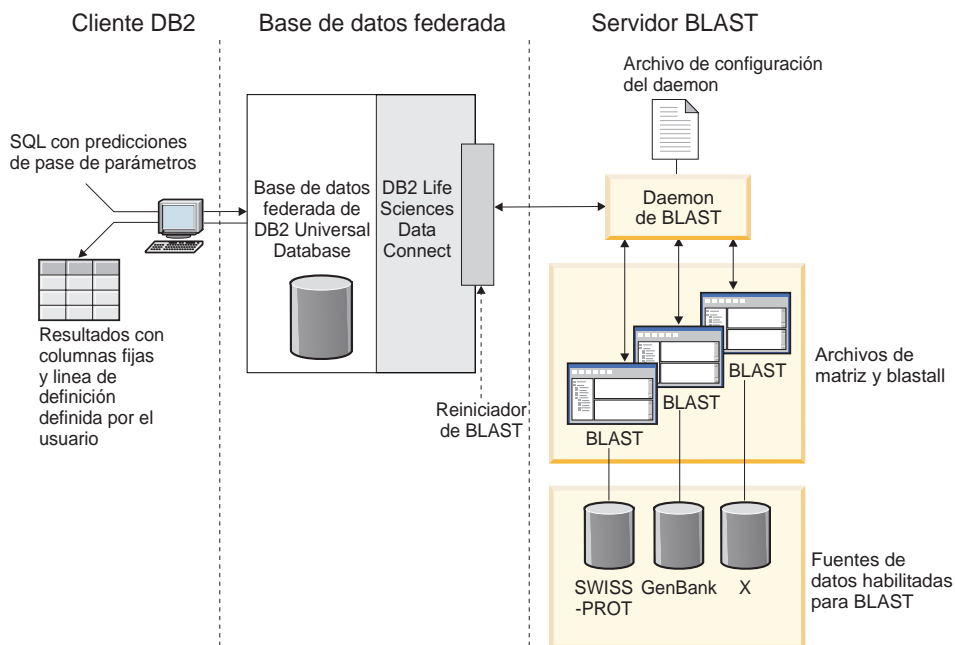 Cliente DB2
Base de datos federada
Servidor BLAST
Archivo de configuración
del daemon
SQL con predicciones
de pase de parámetros
Base de datos
federada de
DB2 Universal
Database
DB2 Life
Sciences
Data
Connect
Daemon
de BLAST
Resultados con
columnas fijas
y linea de
definición
definida por el
usuario
Reiniciador
de BLAST
BLAST
BLAST
BLAST
Archivos de
matriz y blastall
SWISS
-PROT
GenBank
X
Fuentes de
datos habilitadas
para BLAST